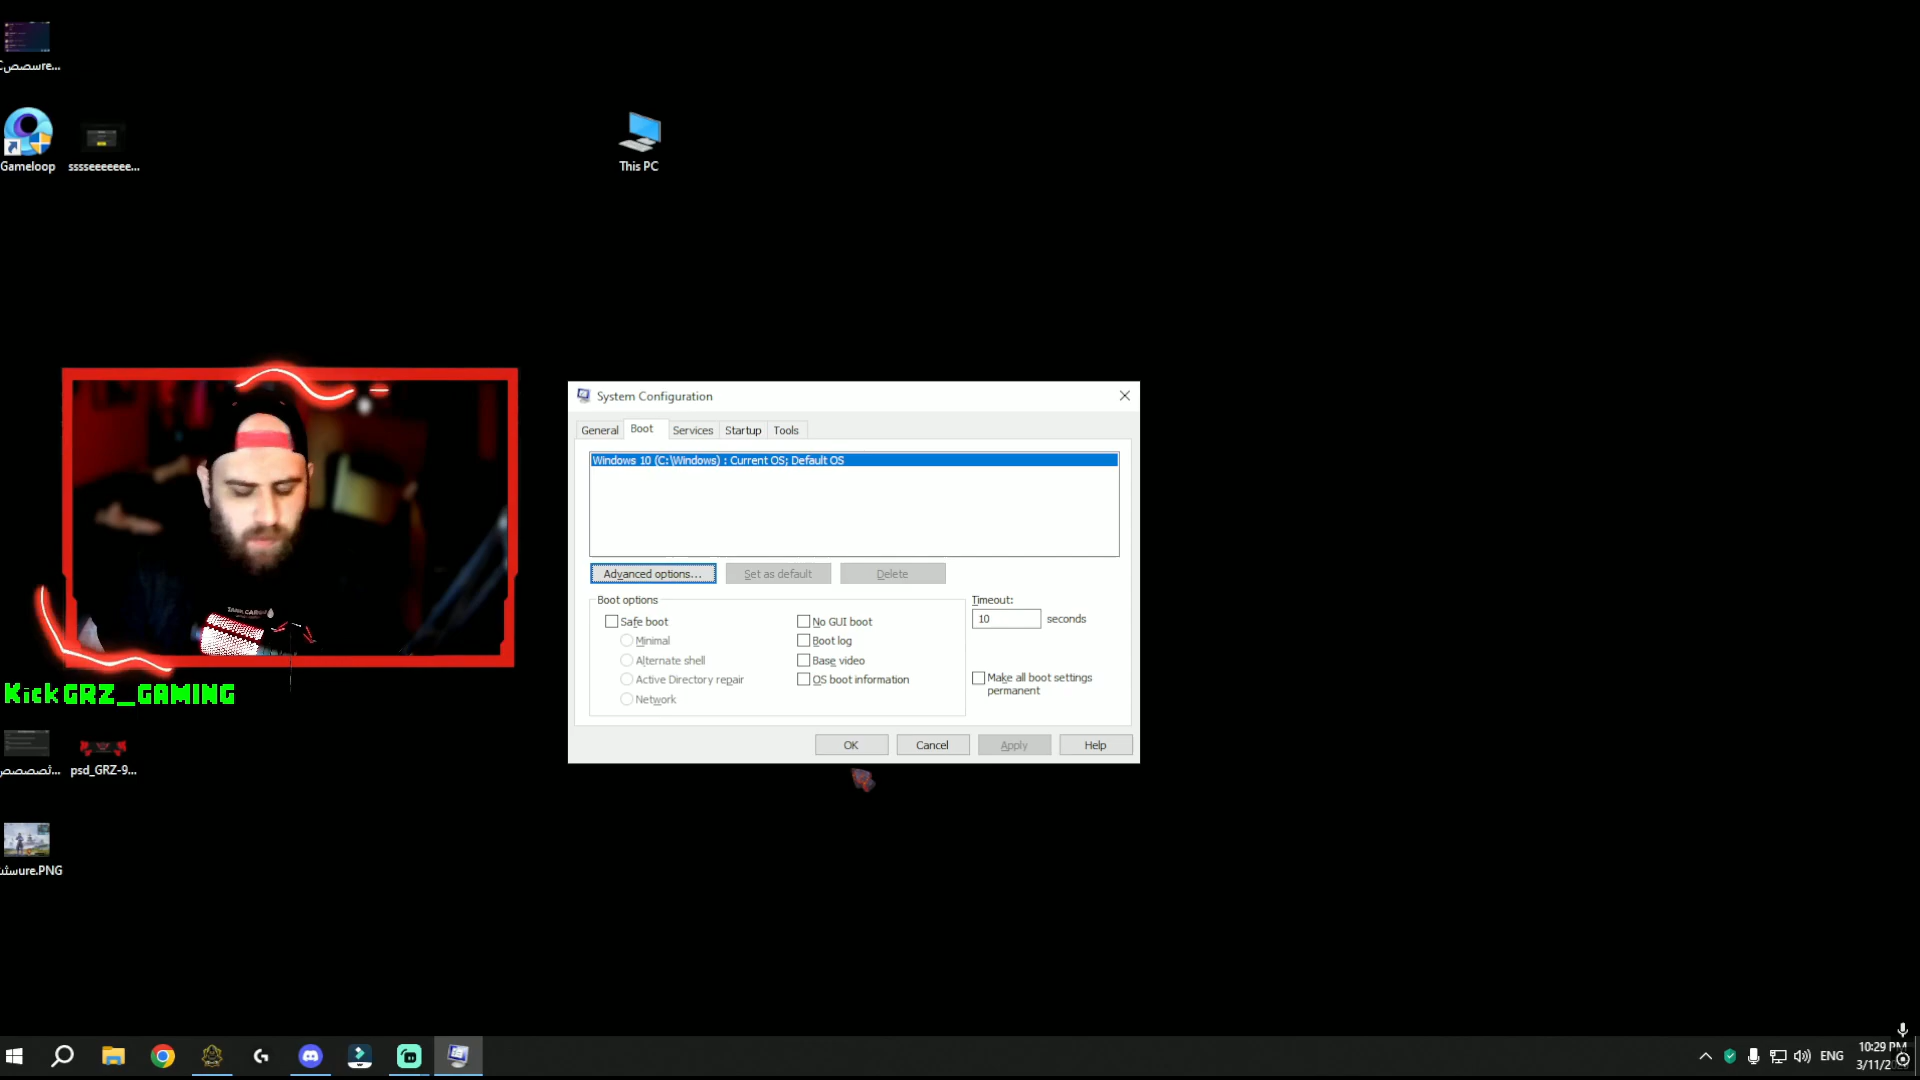 Gameloop
sssseeeeeee...
This PC
System Configuration
General
Boot
Services
Startup
Tools
Windows 10 (C:\Windows) : Current OS; Default OS
Advanced options...
Set as default
Delete
Boot options
Safe boot
Minimal
Alternate shell
Active Directory repair
Network
No GUI boot
Boot log
Base video
OS boot information
Timeout:
10 seconds
Make all boot settings
permanent
OK
Cancel
Apply
Help
Kick GRZ_GAMING
psd_GRZ-9...
ENG
10:29 PM